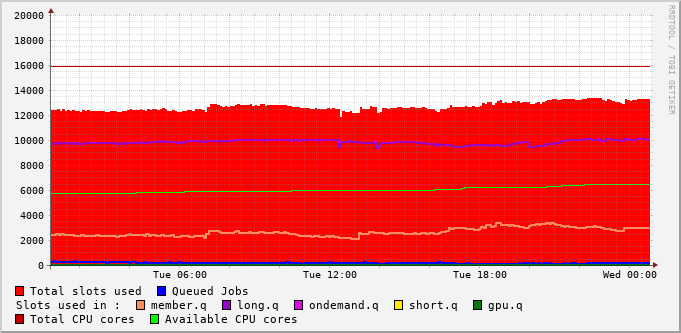 RRDTOOL / TOBI OETIKER
20000
18000
16000
14000
12000
10000
8000
6000
4000
2000
0
Tue 06:00 Tue 12:00 Tue 18:00 Wed 00:00
Total slots used Queued Jobs
Slots used in : member.q long.q ondemand.q short.q gpu.q
Total CPU cores Available CPU cores